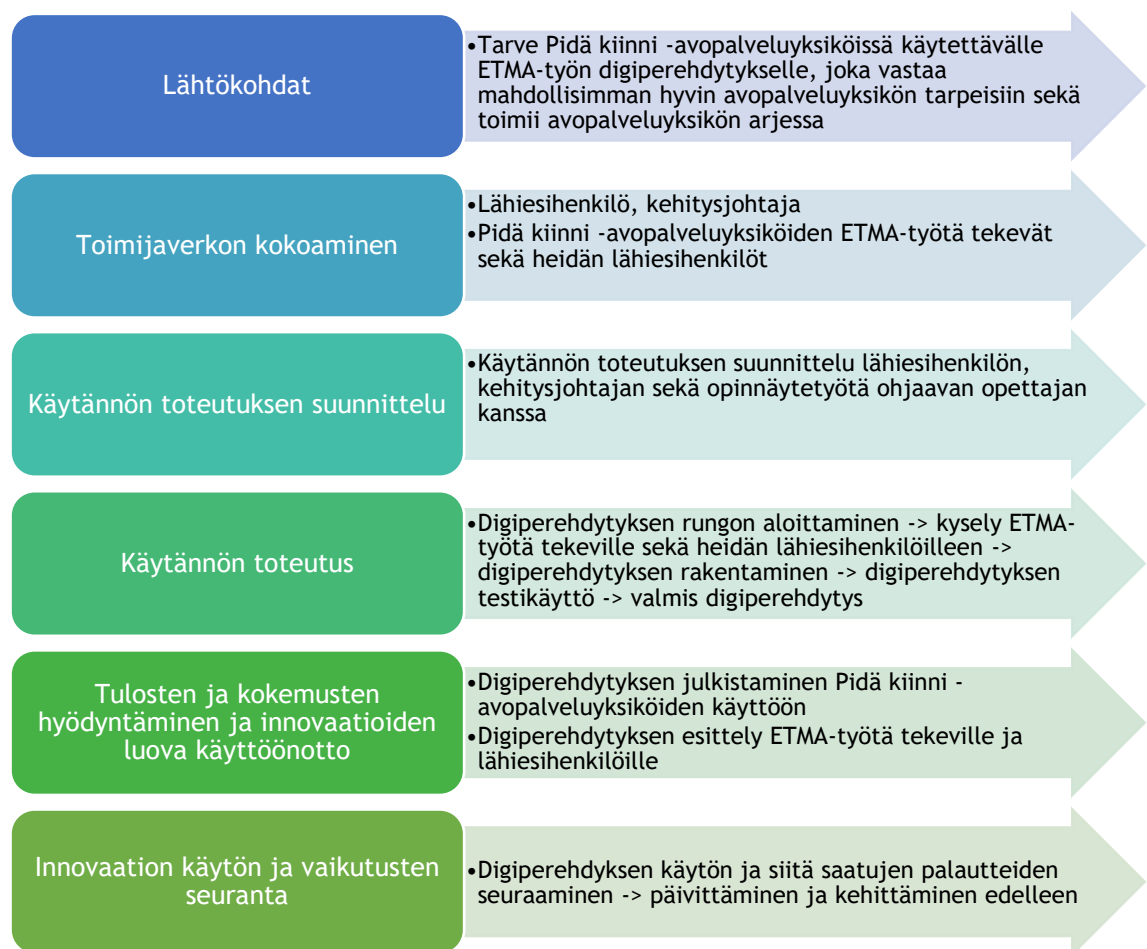 Lähtökohdat
•Tarve Pidä kiinni -avopalveluyksiköissä käytettävälle
ETMA-työn digiperehdytykselle, joka vastaa
mahdollisimman hyvin avopalveluyksikön tarpeisiin sekä
toimii avopalveluyksikön arjessa
Toimijaverkon kokoaminen
•Lähiesihenkilö, kehitysjohtaja
•Pidä kiinni -avopalveluyksiköiden ETMA-työtä tekevät
sekä heidän lähiesihenkilöt
Käytännön toteutuksen suunnittelu
•Käytännön toteutuksen suunnittelu lähiesihenkilön,
kehitysjohtajan sekä opinnäytetyötä ohjaavan opettajan
kanssa
Käytännön toteutus
•Digiperehdytyksen rungon aloittaminen -> kysely ETMA-
työtä tekeville sekä heidän lähiesihenkilöilleen ->
digiperehdytyksen rakentaminen -> digiperehdytyksen
testikäyttö -> valmis digiperehdytys
Tulosten ja kokemusten
hyödyntäminen ja innovaatioiden
luova käyttöönotto
•Digiperehdytyksen julkistaminen Pidä kiinni -
avopalveluyksiköiden käyttöön
•Digiperehdytyksen esittely ETMA-työtä tekeville ja
lähiesihenkilöille
Innovaation käytön ja vaikutusten
seuranta
•Digiperehdyksen käytön ja siitä saatujen palautteiden
seuraaminen -> päivittäminen ja kehittäminen edelleen